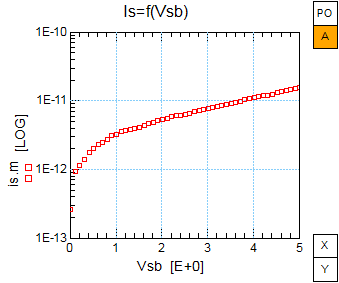 Is=f(Vsb)
PO
A
1E-10
1E-11
1E-12
1E-13
is.m [LOG]
0 1 2 3 4 5
Vsb [E+0]
X
Y